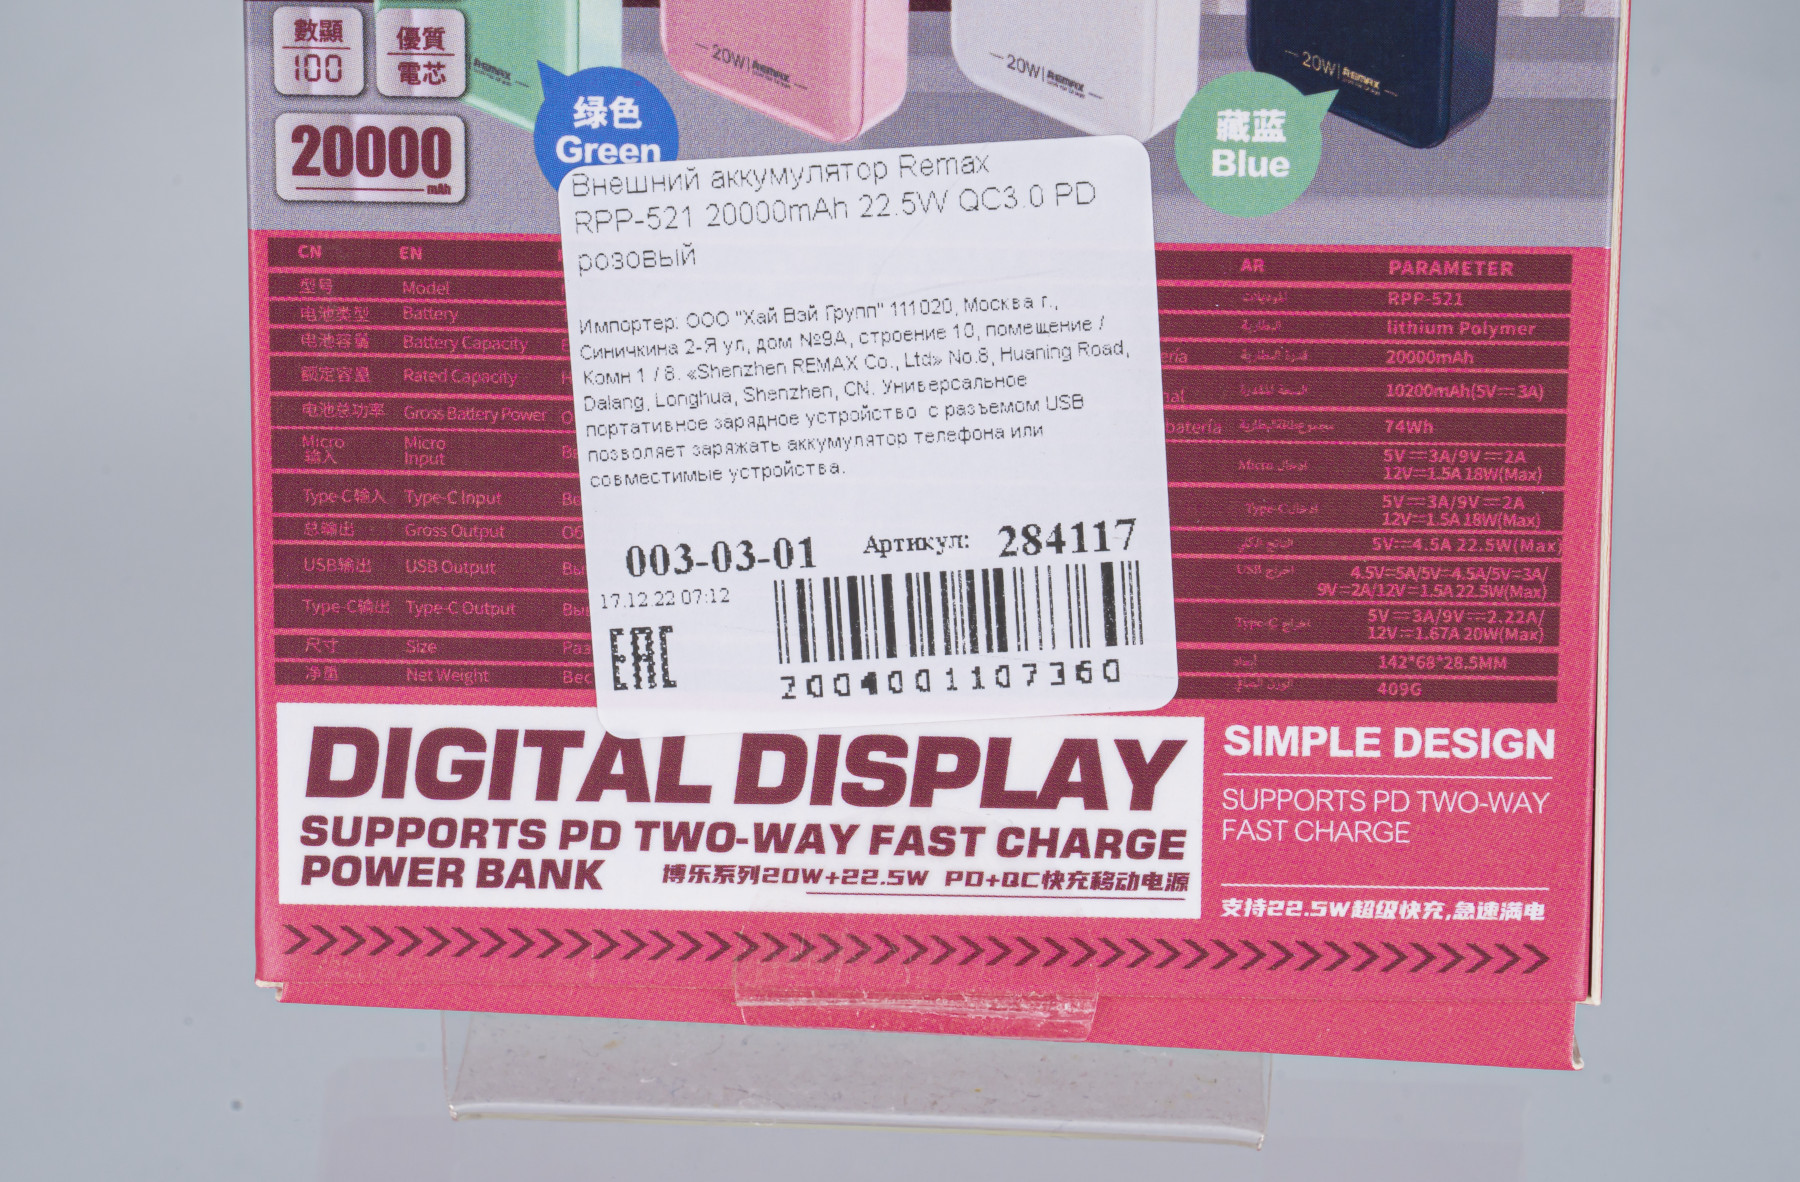 數顯
100
優質
電芯
20000
mAh
REMAX
20W | REMAX
20W | REMAX
20W | REMAX
绿色
Green
藏蓝
Blue
Внешний аккумулятор Remax
RPP-521 20000mAh 22.5W QC3.0 PD
розовый
Импортер: ООО "Хай Вэй Групп" 111020, Москва г.,
Синичкина 2-Я ул, дом №9А, строение 10, помещение /
Комн 1 / 8. «Shenzhen REMAX Co., Ltd» No.8, Huaning Road,
Dalang, Longhua, Shenzhen, CN. Универсальное
портативное зарядное устройство с разъемом USB
позволяет заряжать аккумулятор телефона или
совместимые устройства.
003-03-01 Артикул: 284117
17.12.22 07:12
EAC
2004001107360
CN EN AR PARAMETER
型号 Model RPP-521
电池类型 Battery lithium Polymer
电池容量 Battery Capacity 20000mAh
额定容量 Rated Capacity 10200mAh(5V⎓3A)
电池总功率 Gross Battery Power batería 74Wh
Micro Micro 5V⎓3A/9V⎓2A
输入 Input 12V⎓1.5A 18W(Max)
Type-C输入 Type-C Input 5V⎓3A/9V⎓2A
12V⎓1.5A 18W(Max)
总输出 Gross Output 5V⎓4.5A 22.5W(Max)
USB输出 USB Output 4.5V⎓5A/5V⎓4.5A/5V⎓3A/
9V⎓2A/12V⎓1.5A 22.5W(Max)
Type-C输出 Type-C Output 5V⎓3A/9V⎓2.22A/
12V⎓1.67A 20W(Max)
尺寸 Size 142*68*28.5MM
净重 Net Weight Вес 409G
DIGITAL DISPLAY
SUPPORTS PD TWO-WAY FAST CHARGE
POWER BANK 博乐系列20W+22.5W PD+QC快充移动电源
SIMPLE DESIGN
SUPPORTS PD TWO-WAY
FAST CHARGE
支持22.5W超级快充,急速满电